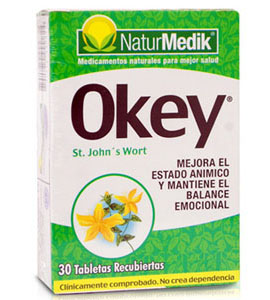 NaturMedik®
Medicamentos naturales para mejor salud
Okey®
St. John´s Wort
MEJORA EL
ESTADO ANIMICO
Y MANTIENE EL
BALANCE
EMOCIONAL
30 Tabletas Recubiertas
Clínicamente comprobado. No crea dependencia